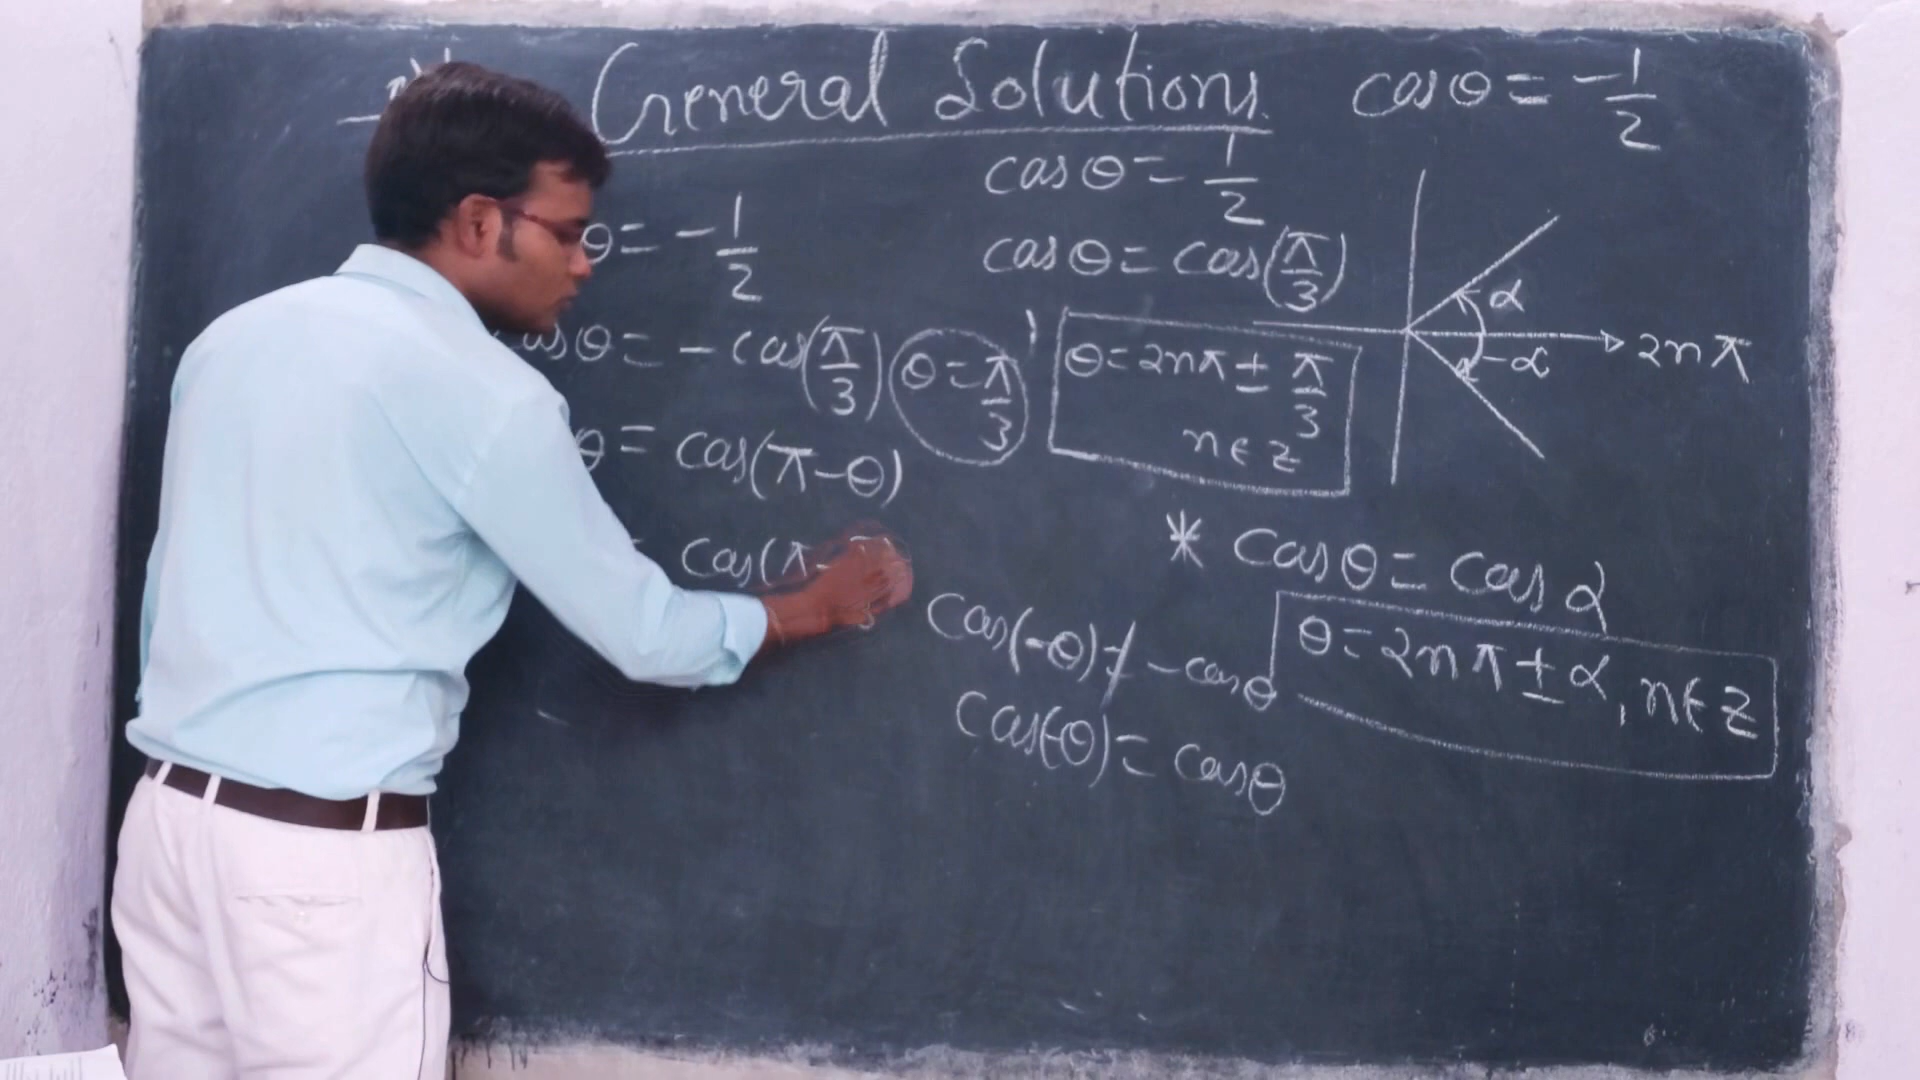 General Solutions.
cosθ = -1/2
cosθ = 1/2
cosθ = cos(π/3)
θ = 2nπ ± π/3
n∈z
θ = -1/2
cosθ = -cos(π/3)
θ = π/3
θ = cos(π-θ)
= cos(π-
α
-α
2nπ
* cosθ = cos α
θ = 2nπ ± α, n∈z
cos(-θ) ≠ -cosθ
cos(-θ) = cosθ